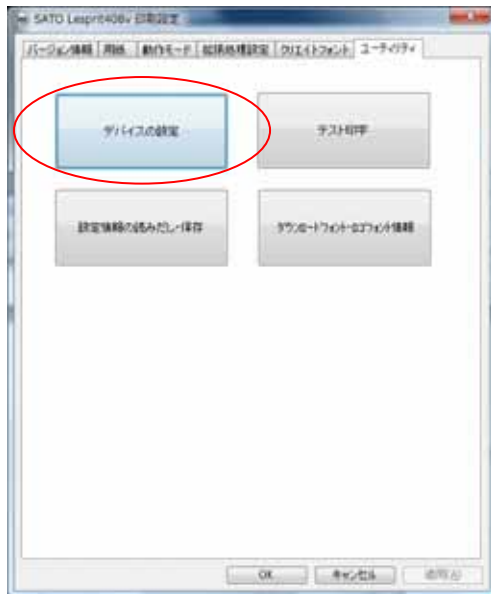 SATO Lesprit408v 印刷設定
バージョン情報 用紙 動作モード 拡張処理設定 クリエイトフォント ユーティリティ
デバイスの設定 テスト印字
設定情報の読みだし・保存 ダウンロードフォント・ロゴフォント情報
OK キャンセル 適用(A)